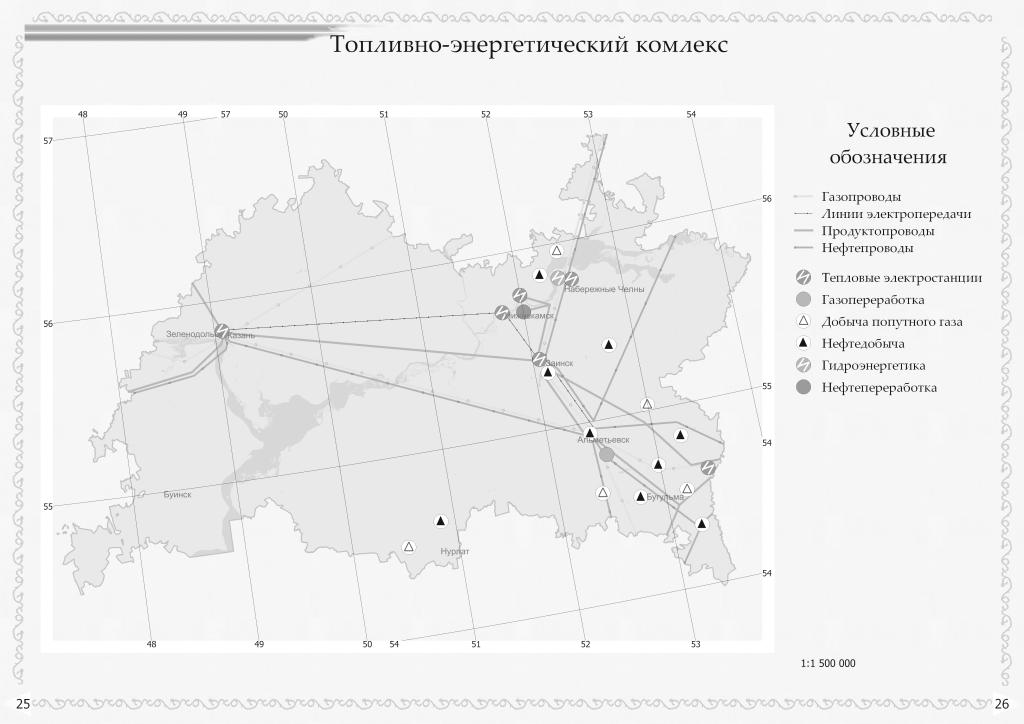 Топливно-энергетический комлекс
48
49
57
50
51
52
53
54
57
56
56
55
55
54
54
Набережные Челны
Зеленодоль
Казань
Заинск
Альметьевск
Буинск
Бугульма
Нурлат
48
49
50
54
51
52
53
Условные
обозначения
Газопроводы
Линии электропередачи
Продуктопроводы
Нефтепроводы
Тепловые электростанции
Газопереработка
Добыча попутного газа
Нефтедобыча
Гидроэнергетика
Нефтепереработка
1:1 500 000
25
26